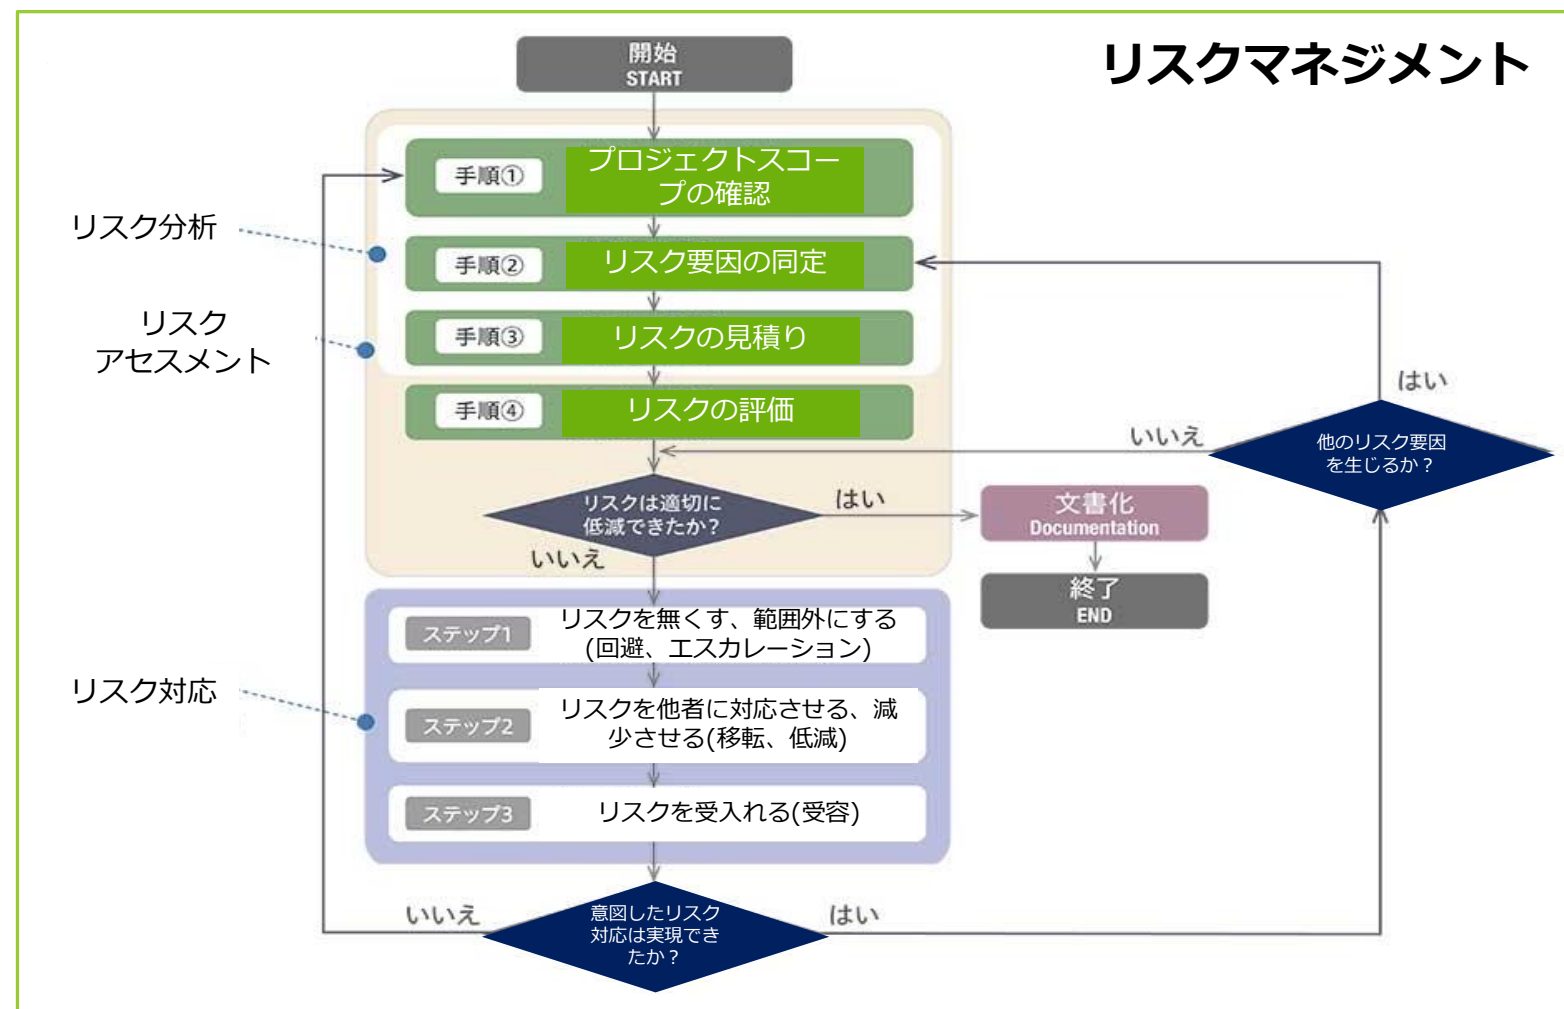 リスクマネジメント
開始
START
手順①
プロジェクトスコー
プの確認
リスク分析
手順②
リスク要因の同定
リスク
アセスメント
手順③
リスクの見積り
手順④
リスクの評価
はい
いいえ
他のリスク要因
を生じるか？
リスクは適切に
低減できたか？
はい
いいえ
文書化
Documentation
終了
END
ステップ1
リスクを無くす、範囲外にする
(回避、エスカレーション)
リスク対応
ステップ2
リスクを他者に対応させる、減
少させる(移転、低減)
ステップ3
リスクを受入れる(受容)
いいえ
意図したリスク
対応は実現でき
たか？
はい